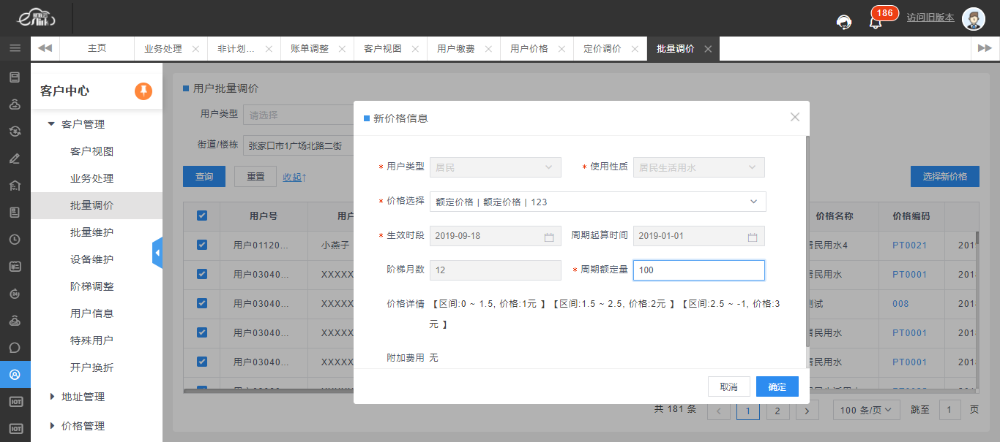 186
访问旧版本
主页
业务处理
非计划...
账单调整
客户视图
用户缴费
用户价格
定价调价
批量调价
客户中心
客户管理
客户视图
业务处理
批量调价
批量维护
设备维护
阶梯调整
用户信息
特殊用户
开户换折
地址管理
价格管理
用户批量调价
用户类型 请选择
街道/楼栋 张家口市1广场北路二街
查询 重置 收起↑
选择新价格
用户号 用户 价格名称 价格编码
用户01120... 小燕子 居民用水4 PT0021 201
用户03040... XXXXX 居民用水 PT0001 201
用户03040... XXXXX 测试 008 201
用户03040... XXXXX 居民用水 PT0001 201
用户03040... XXXXX 居民用水 PT0001 201
共 181 条 < 1 2 > 100 条/页 跳至 1 页
新价格信息
* 用户类型 居民 * 使用性质 居民生活用水
* 价格选择 额定价格 | 额定价格 | 123
* 生效时段 2019-09-18 周期起算时间 2019-01-01
阶梯月数 12 * 周期额定量 100
价格详情 【区间:0 ~ 1.5, 价格:1元 】【区间:1.5 ~ 2.5, 价格:2元 】【区间:2.5 ~ -1, 价格:3
元 】
附加费用 无
取消 确定
IOT
IOT